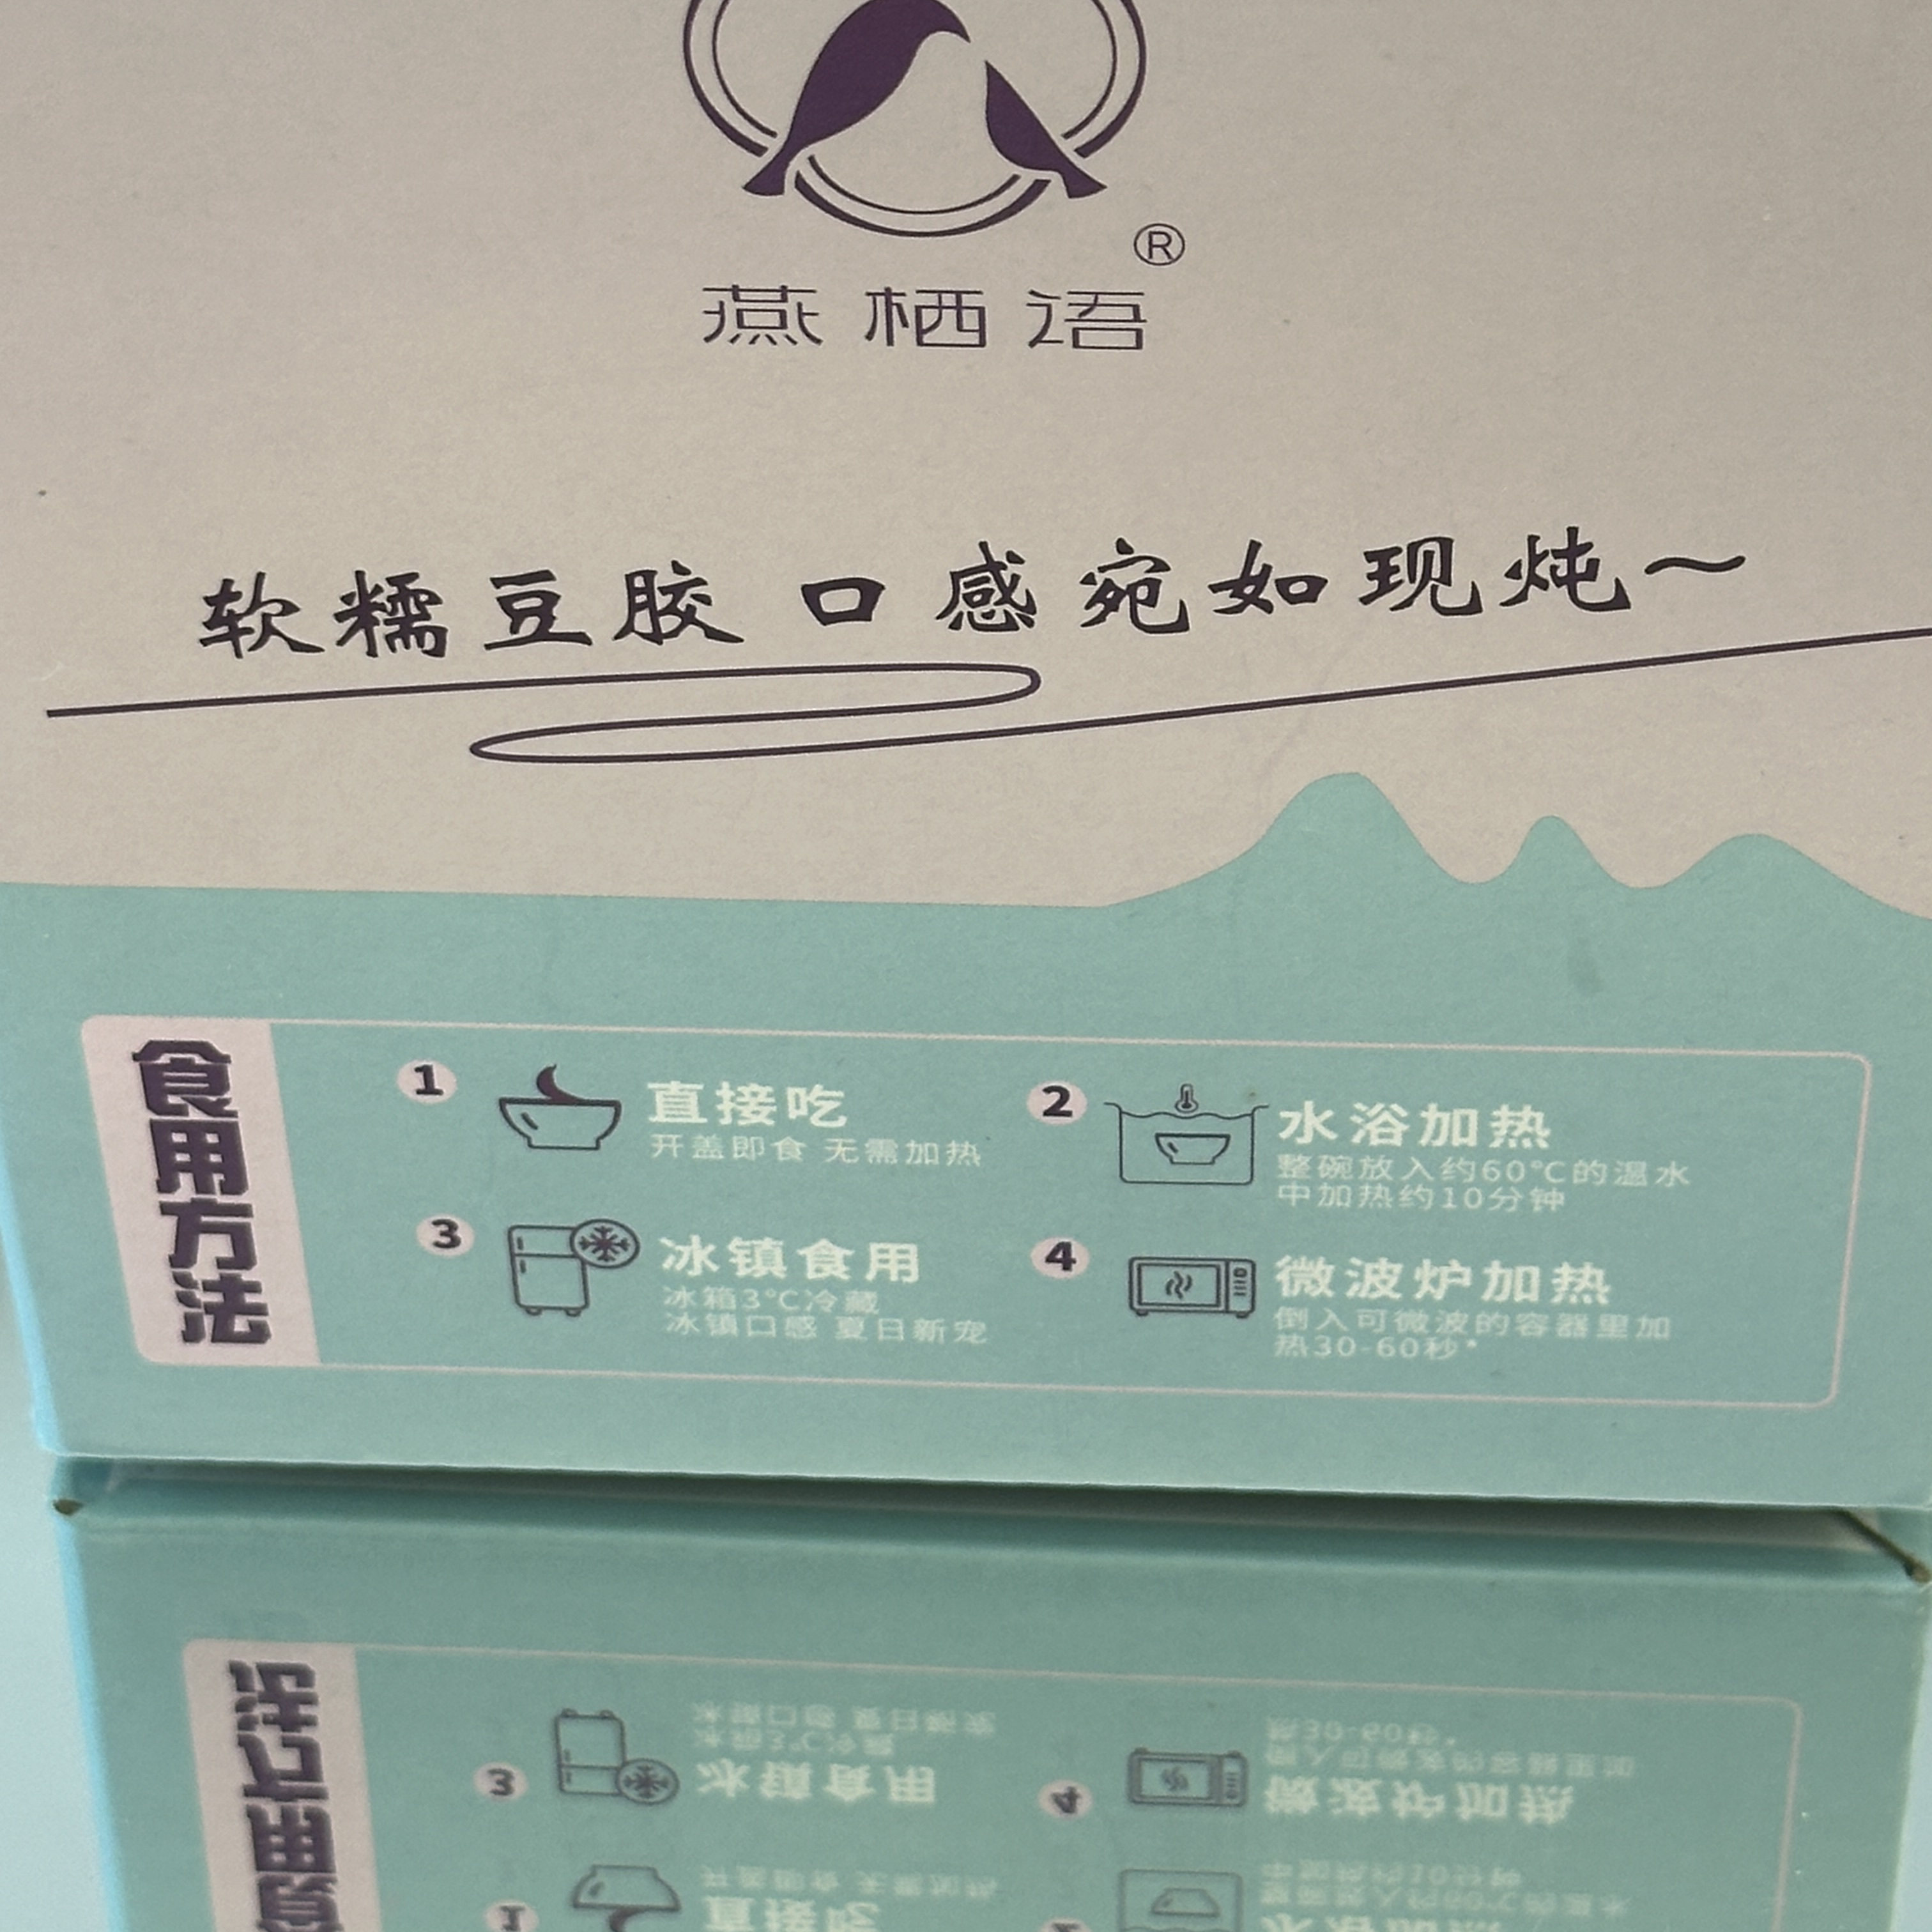 ®
燕栖语
软糯豆胶 口感宛如现炖~
食用方法
1
直接吃
开盖即食 无需加热
2
水浴加热
整碗放入约60°C的温水
中加热约10分钟
3
冰镇食用
冰箱3°C冷藏
冰镇口感 夏日新宠
4
微波炉加热
倒入可微波的容器里加
热30-60秒*